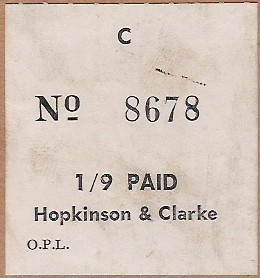 C
Nº 8678
1/9 PAID
Hopkinson & Clarke
O.P.L.